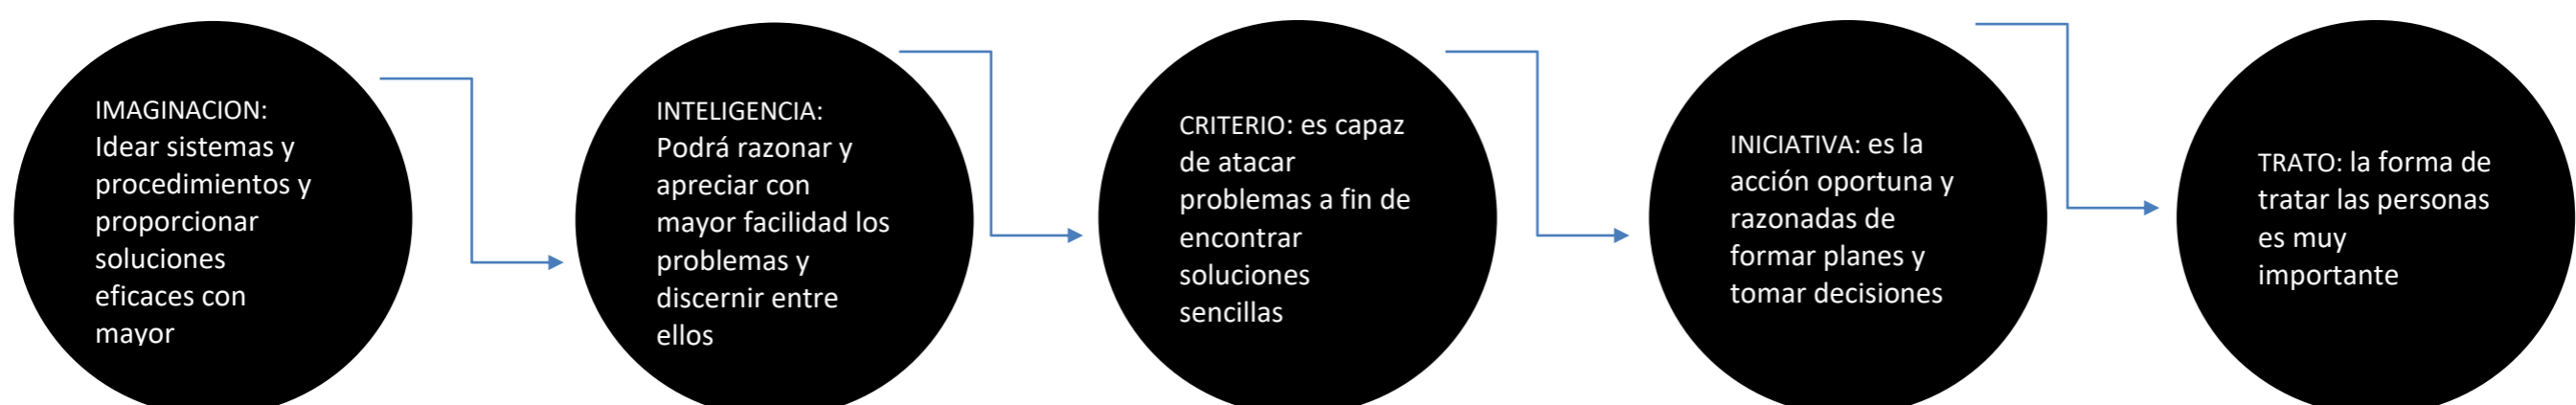 IMAGINACION:
Idear sistemas y
procedimientos y
proporcionar
soluciones
eficaces con
mayor
INTELIGENCIA:
Podrá razonar y
apreciar con
mayor facilidad los
problemas y
discernir entre
ellos
CRITERIO: es capaz
de atacar
problemas a fin de
encontrar
soluciones
sencillas
INICIATIVA: es la
acción oportuna y
razonadas de
formar planes y
tomar decisiones
TRATO: la forma de
tratar las personas
es muy
importante